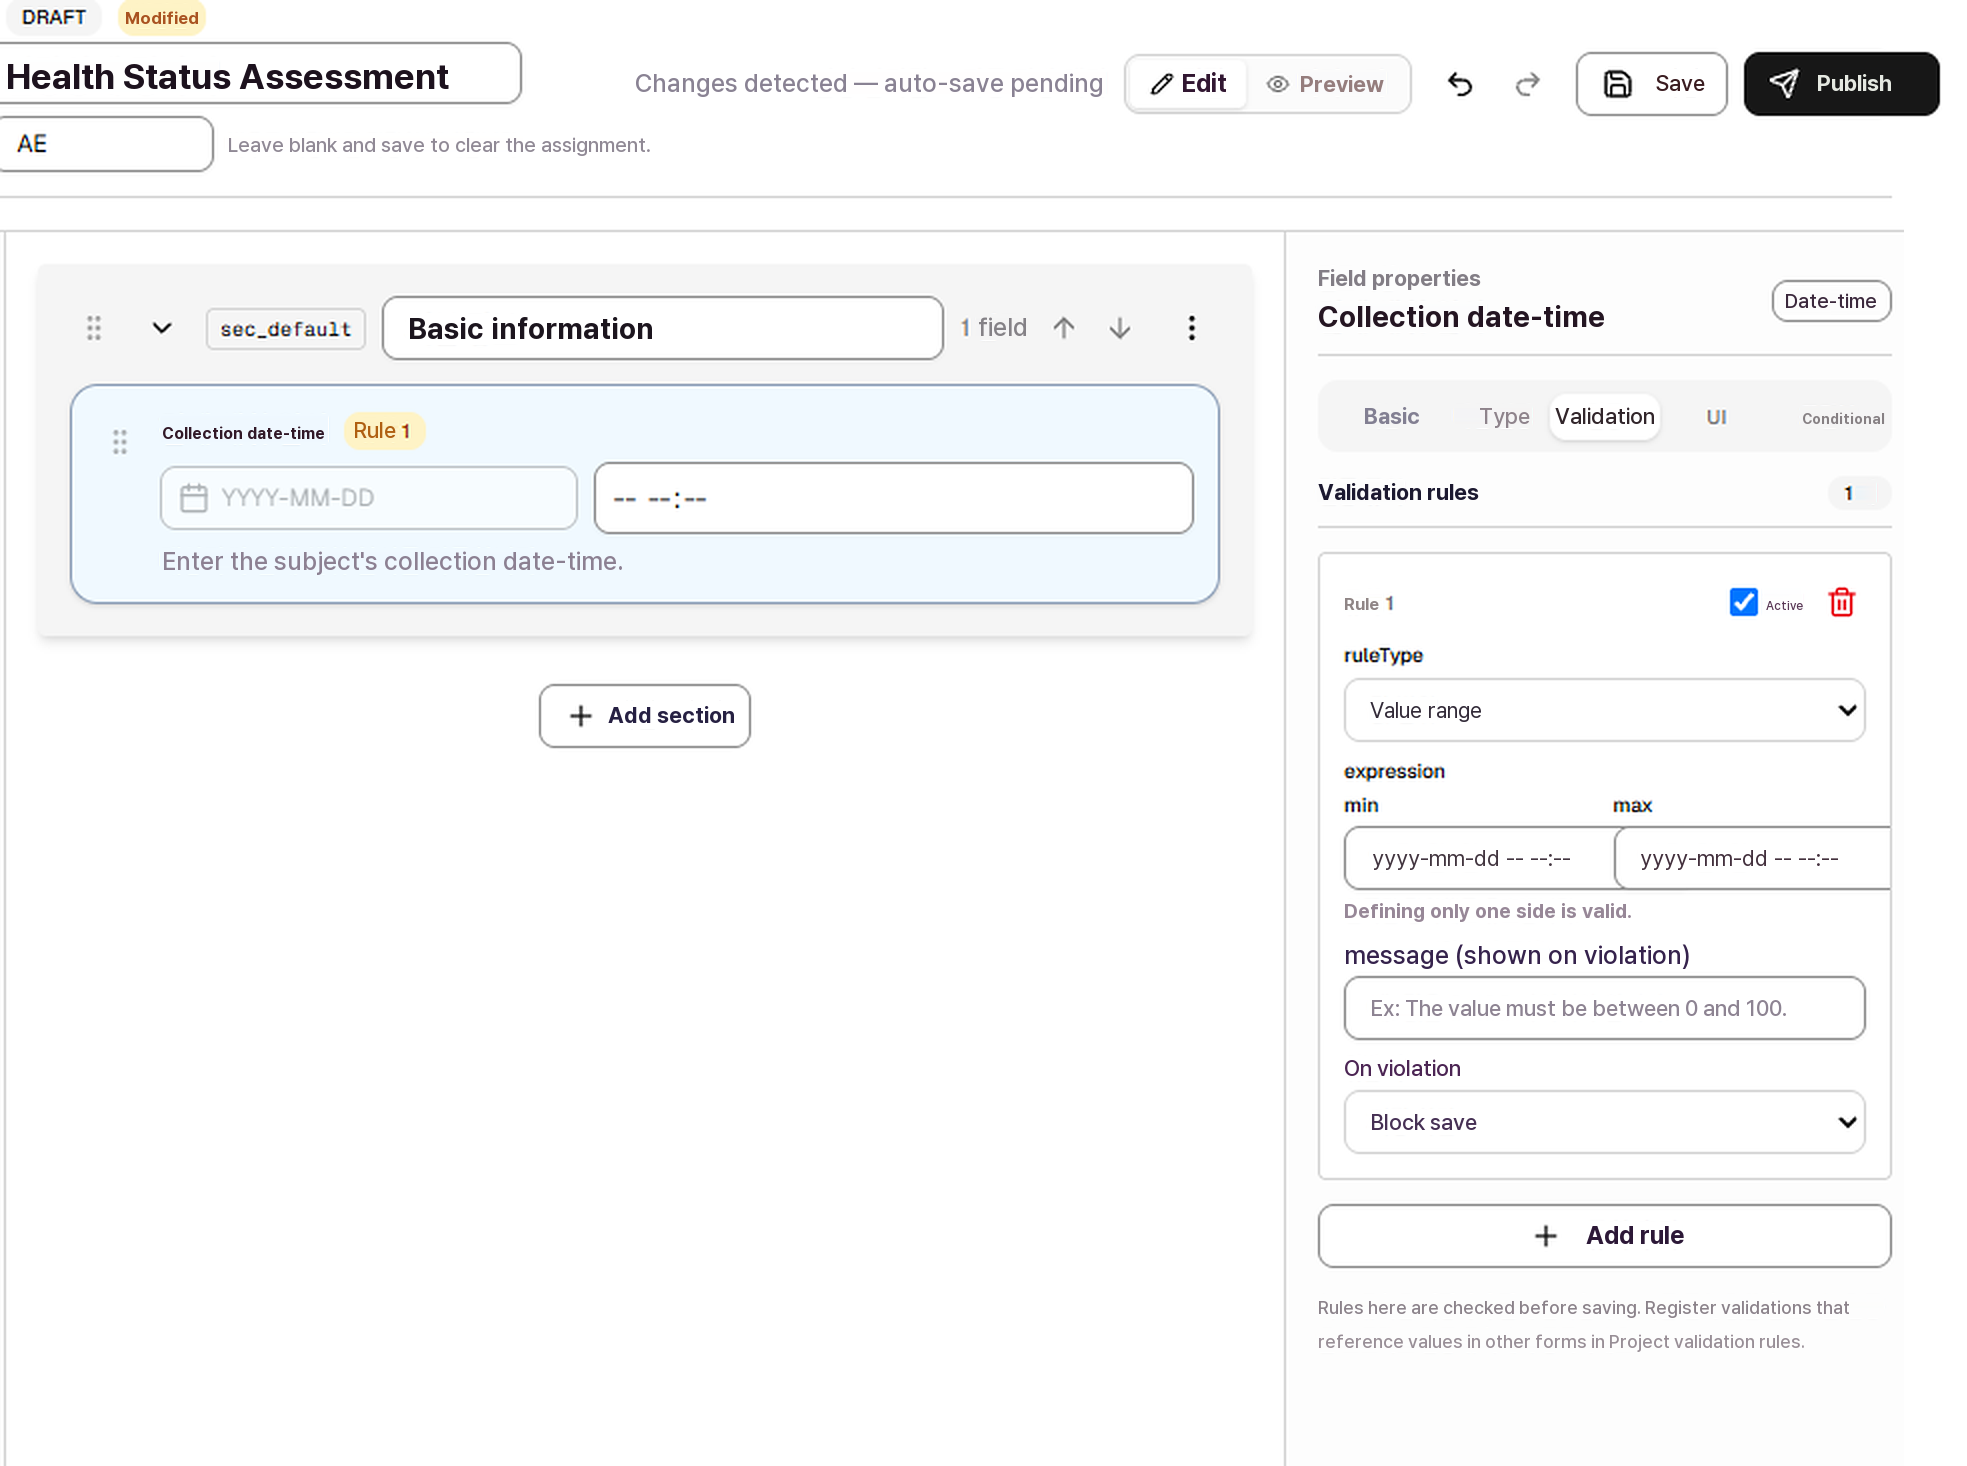 DRAFT Modified
Health Status Assessment
Changes detected — auto-save pending Edit Preview Save Publish
AE Leave blank and save to clear the assignment.
sec_default Basic information 1 field
Collection date-time Rule 1
YYYY-MM-DD -- --:--
Enter the subject's collection date-time.
Add section
Field properties
Collection date-time Date-time
Basic Type Validation UI Conditional
Validation rules 1
Rule 1 Active
ruleType
Value range
expression
min max
yyyy-mm-dd -- --:-- yyyy-mm-dd -- --:--
Defining only one side is valid.
message (shown on violation)
Ex: The value must be between 0 and 100.
On violation
Block save
Add rule
Rules here are checked before saving. Register validations that
reference values in other forms in Project validation rules.